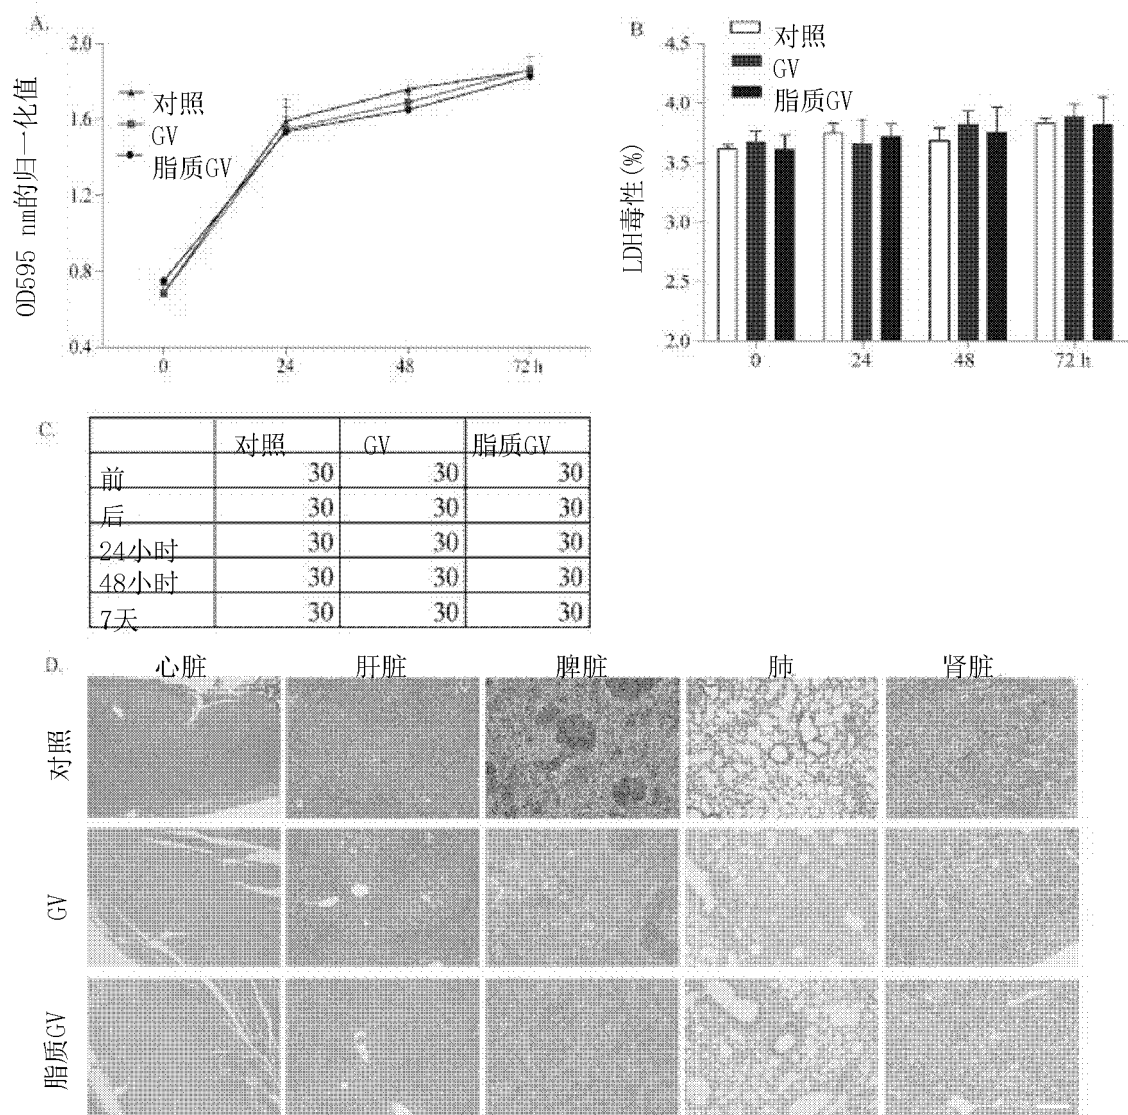 A.
2.0
1.6
1.2
0.8
0.4
OD595 nm的归一化值
对照
GV
脂质GV
0 24 48 72 h
B
4.5
4.0
3.5
3.0
2.5
2.0
LDH毒性(%)
对照
GV
脂质GV
0 24 48 72 h
C.
对照 GV 脂质GV
前 30 30 30
后 30 30 30
24小时 30 30 30
48小时 30 30 30
7天 30 30 30
D.
心脏 肝脏 脾脏 肺 肾脏
对照
GV
脂质GV